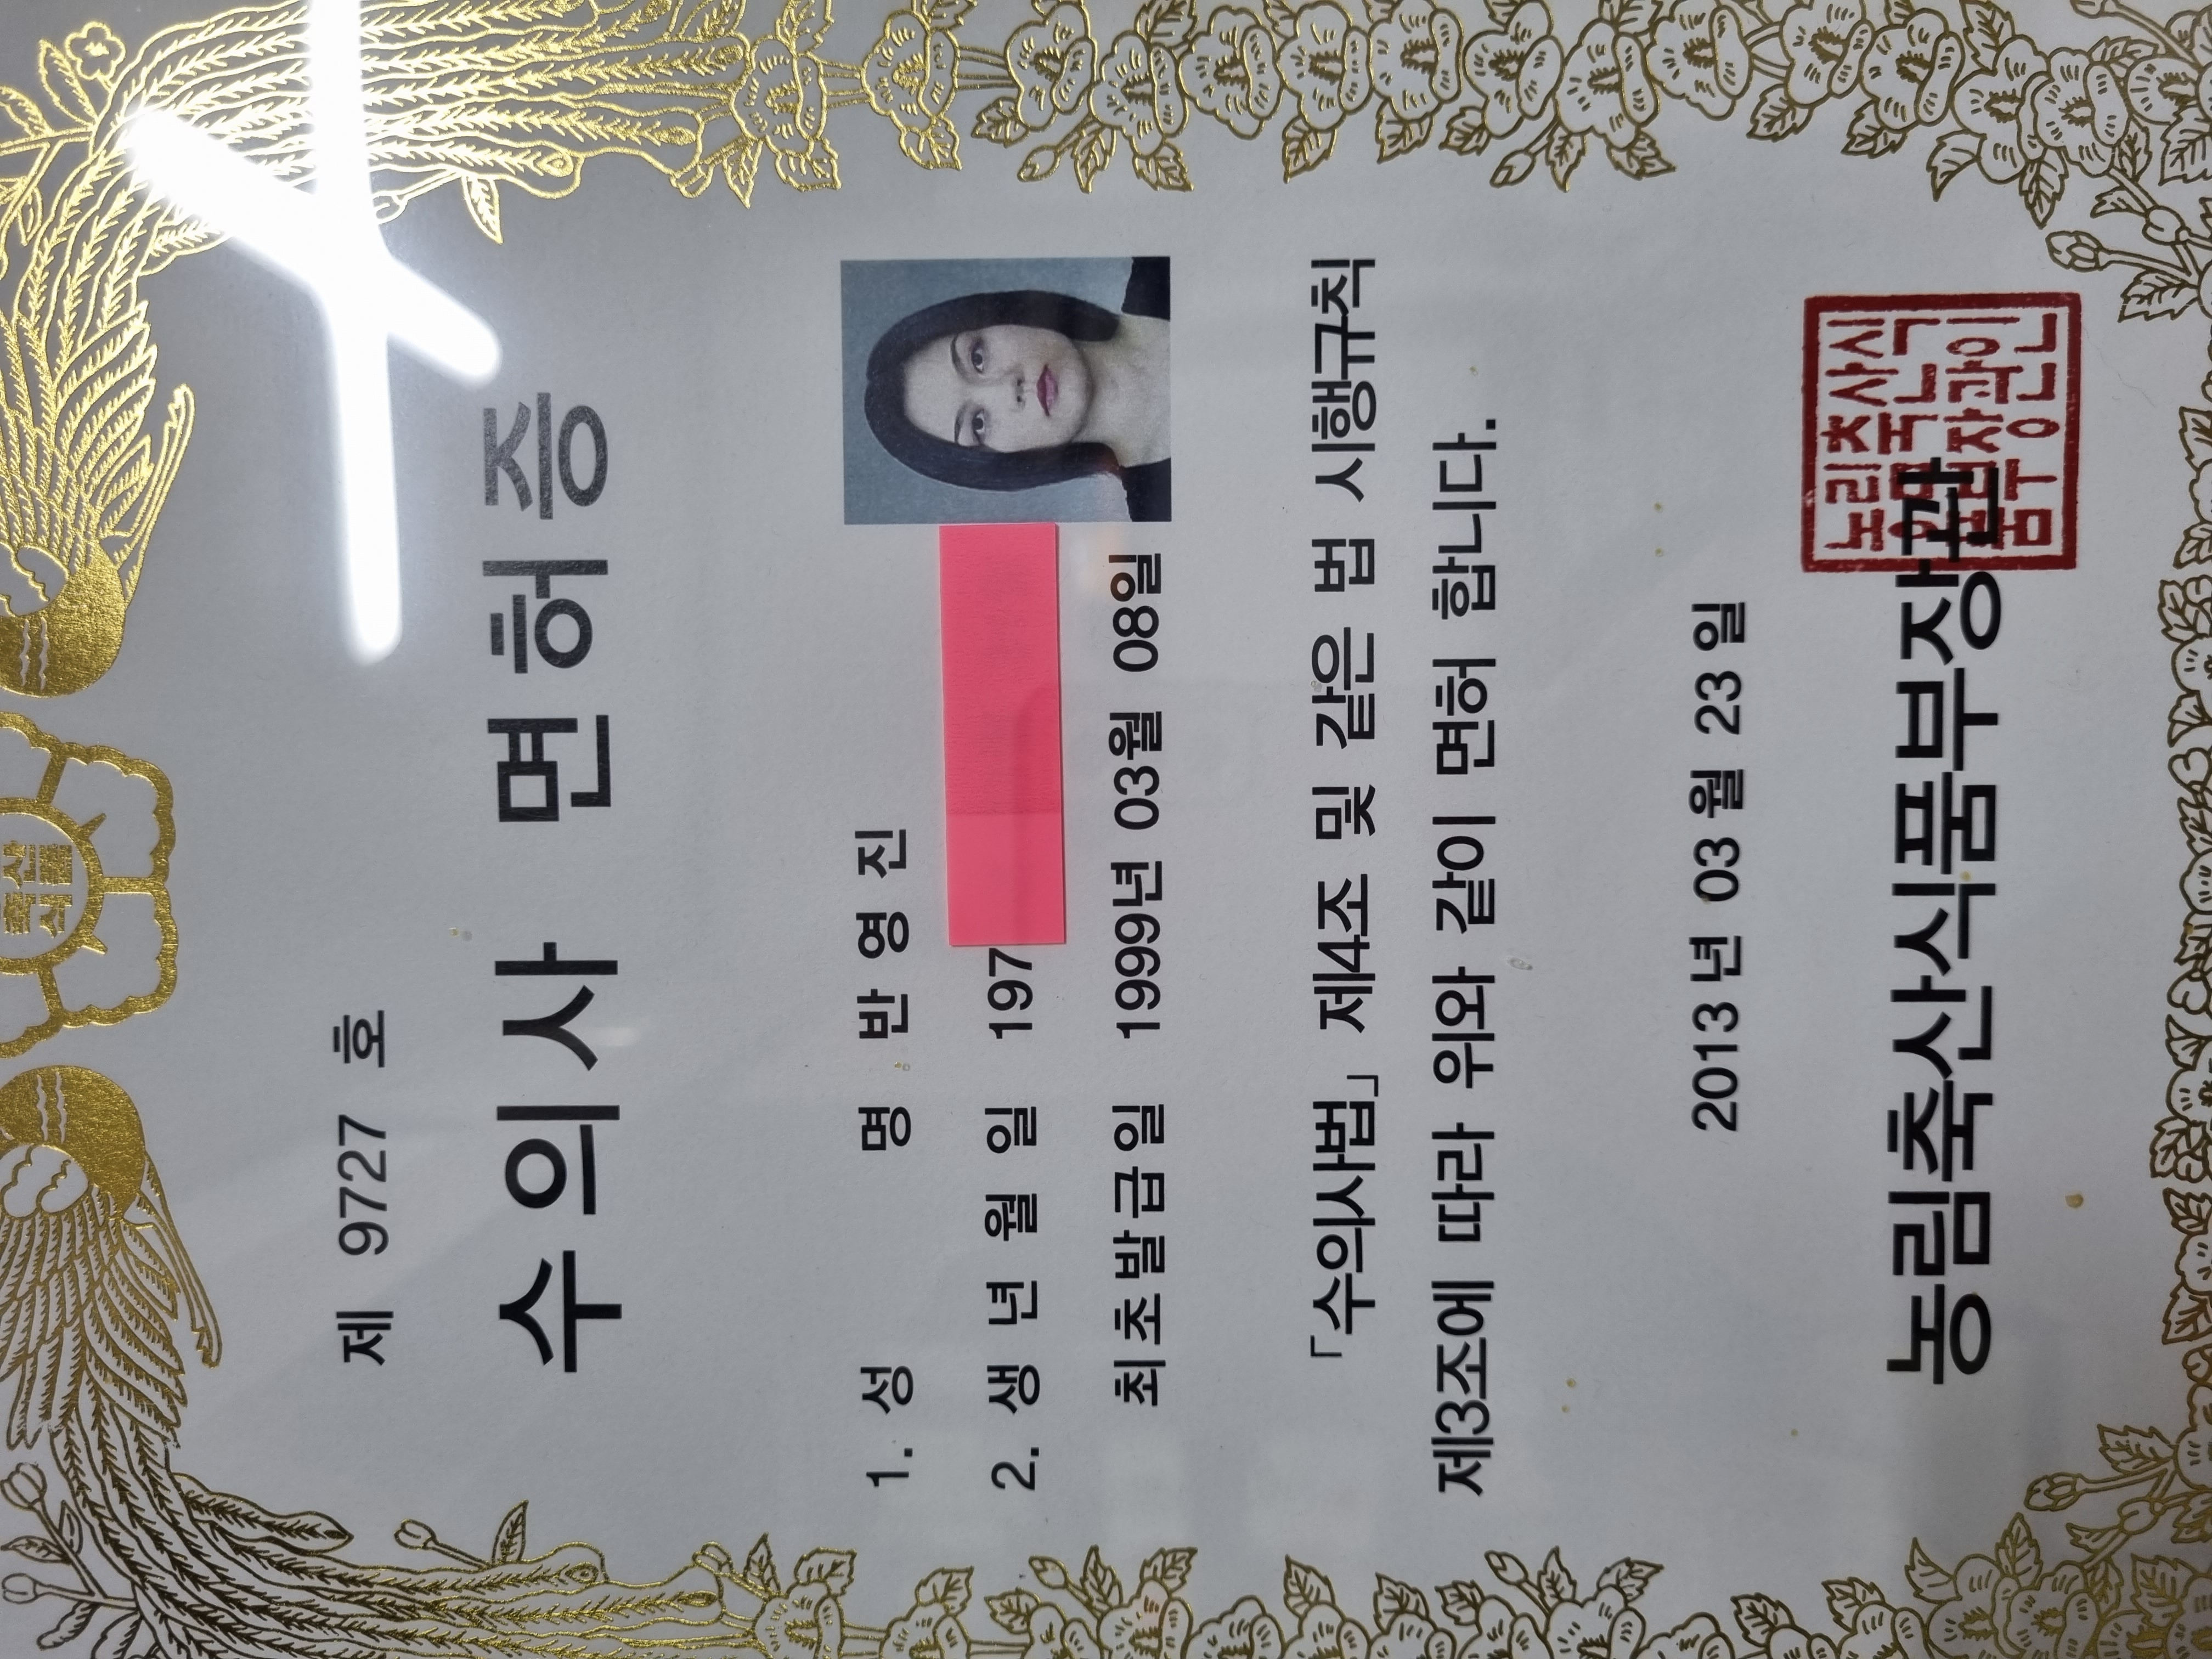 축산
식품
제 9727 호
수의사 면허증
1. 성 명 반 영 진
2. 생 년 월 일 197
최초발급일 1999년 03월 08일
「수의사법」 제4조 및 같은 법 시행규칙
제3조에 따라 위와 같이 면허 합니다.
2013 년 03 월 23 일
농림축산식품부장관
농림축산식
품부장관인